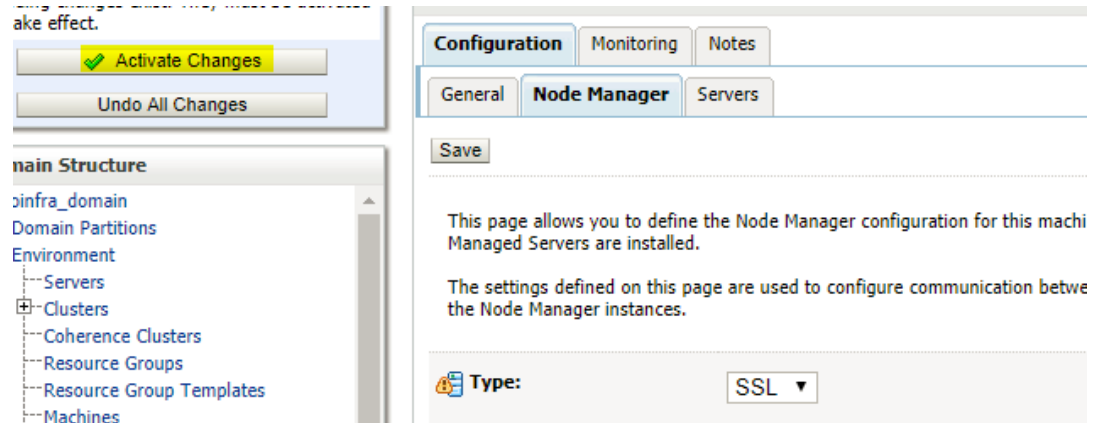 ake effect.
Activate Changes
Undo All Changes
main Structure
oinfra_domain
Domain Partitions
Environment
Servers
Clusters
Coherence Clusters
Resource Groups
Resource Group Templates
Machines
Configuration Monitoring Notes
General Node Manager Servers
Save
This page allows you to define the Node Manager configuration for this machi
Managed Servers are installed.
The settings defined on this page are used to configure communication betwe
the Node Manager instances.
Type: SSL